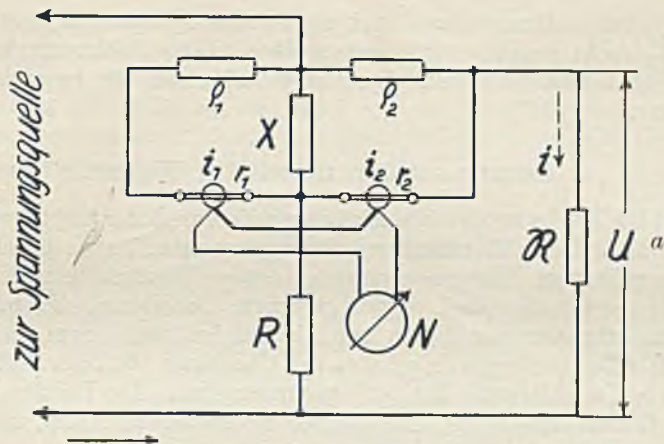 zur Spannungsquelle
ρ₁
ρ₂
X
i₁ r₁
i₂ r₂
i
ℛ
U
a
R
N